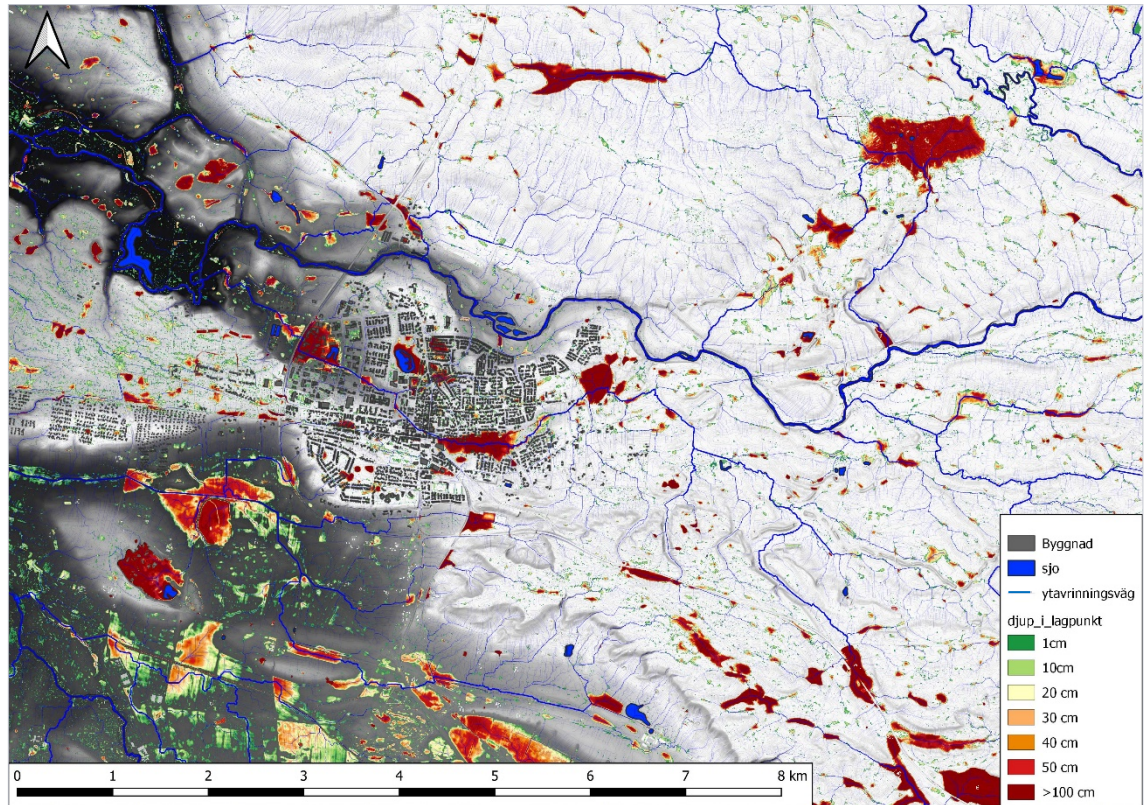 Byggnad
sjo
ytavrinningsväg
djup_i_lagpunkt
1cm
10cm
20 cm
30 cm
40 cm
50 cm
>100 cm
0 1 2 3 4 5 6 7 8 km